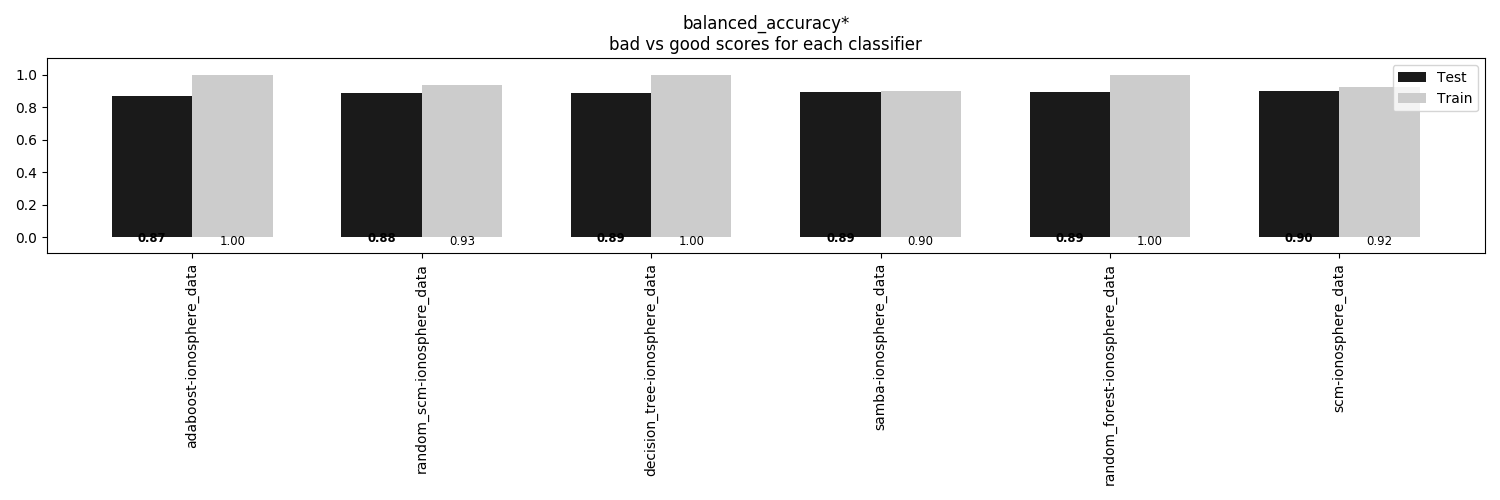 balanced_accuracy*
bad vs good scores for each classifier
Test
Train
1.0
0.8
0.6
0.4
0.2
0.0
0.87
1.00
0.88
0.93
0.89
1.00
0.89
0.90
0.89
1.00
0.90
0.92
adaboost-ionosphere_data
random_scm-ionosphere_data
decision_tree-ionosphere_data
samba-ionosphere_data
random_forest-ionosphere_data
scm-ionosphere_data